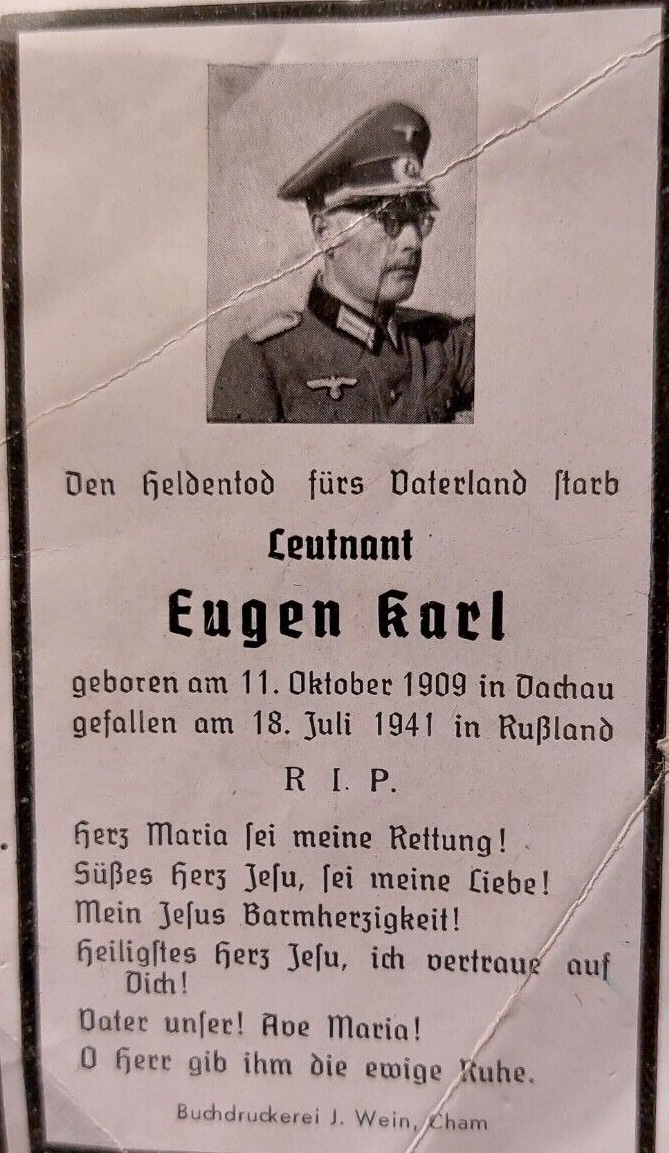 Den Heldentod fürs Vaterland starb
Leutnant
Eugen Karl
geboren am 11. Oktober 1909 in Dachau
gefallen am 18. Juli 1941 in Rußland
R I. P.
Herz Maria sei meine Rettung!
Süßes Herz Jesu, sei meine Liebe!
Mein Jesus Barmherzigkeit!
Heiligstes Herz Jesu, ich vertraue auf
Dich!
Vater unser! Ave Maria!
O Herr gib ihm die ewige Ruhe.
Buchdruckerei J. Wein, Cham